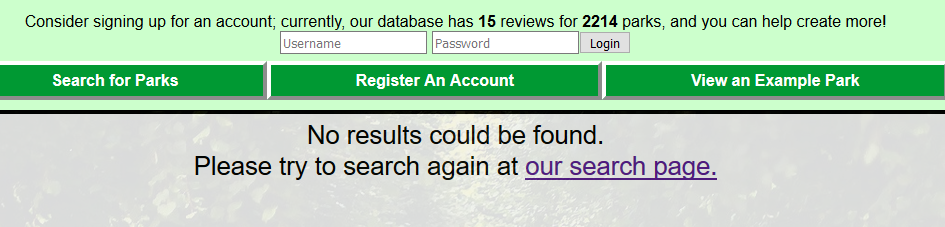 Consider signing up for an account; currently, our database has 15 reviews for 2214 parks, and you can help create more!
Username Password Login
Search for Parks Register An Account View an Example Park
No results could be found.
Please try to search again at our search page.